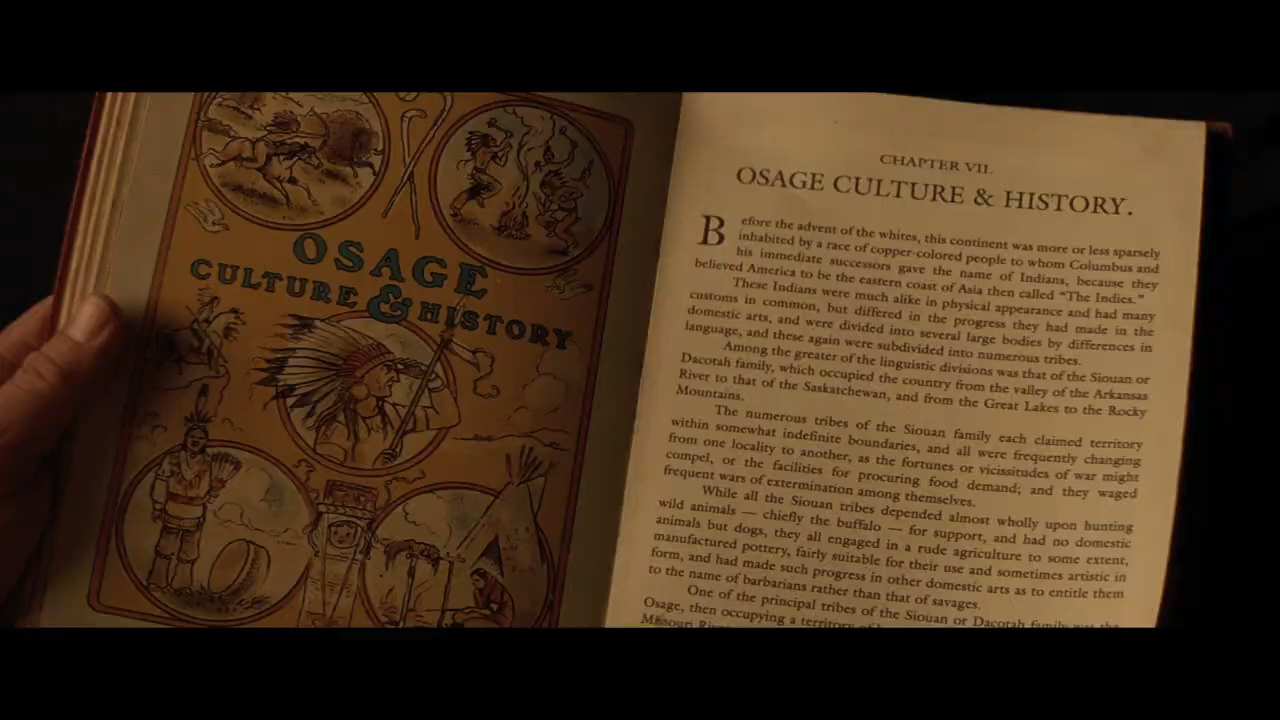 OSAGE
CULTURE & HISTORY
CHAPTER VII.
OSAGE CULTURE & HISTORY.
Before the advent of the whites, this continent was more or less sparsely
inhabited by a race of copper-colored people to whom Columbus and
his immediate successors gave the name of Indians, because they
believed America to be the eastern coast of Asia then called "The Indies."
These Indians were much alike in physical appearance and had many
customs in common, but differed in the progress they had made in the
domestic arts, and were divided into several large bodies by differences in
language, and these again were subdivided into numerous tribes.
Among the greater of the linguistic divisions was that of the Siouan or
Dacotah family, which occupied the country from the valley of the Arkansas
River to that of the Saskatchewan, and from the Great Lakes to the Rocky
Mountains.
The numerous tribes of the Siouan family each claimed territory
within somewhat indefinite boundaries, and all were frequently changing
from one locality to another, as the fortunes or vicissitudes of war might
compel, or the facilities for procuring food demand; and they waged
frequent wars of extermination among themselves.
While all the Siouan tribes depended almost wholly upon hunting
wild animals — chiefly the buffalo — for support, and had no domestic
animals but dogs, they all engaged in a rude agriculture to some extent,
manufactured pottery, fairly suitable for their use and sometimes artistic in
form, and had made such progress in other domestic arts as to entitle them
to the name of barbarians rather than that of savages.
One of the principal tribes of the Siouan or Dacotah family was the
Osage, then occupying a territory of
Missouri River